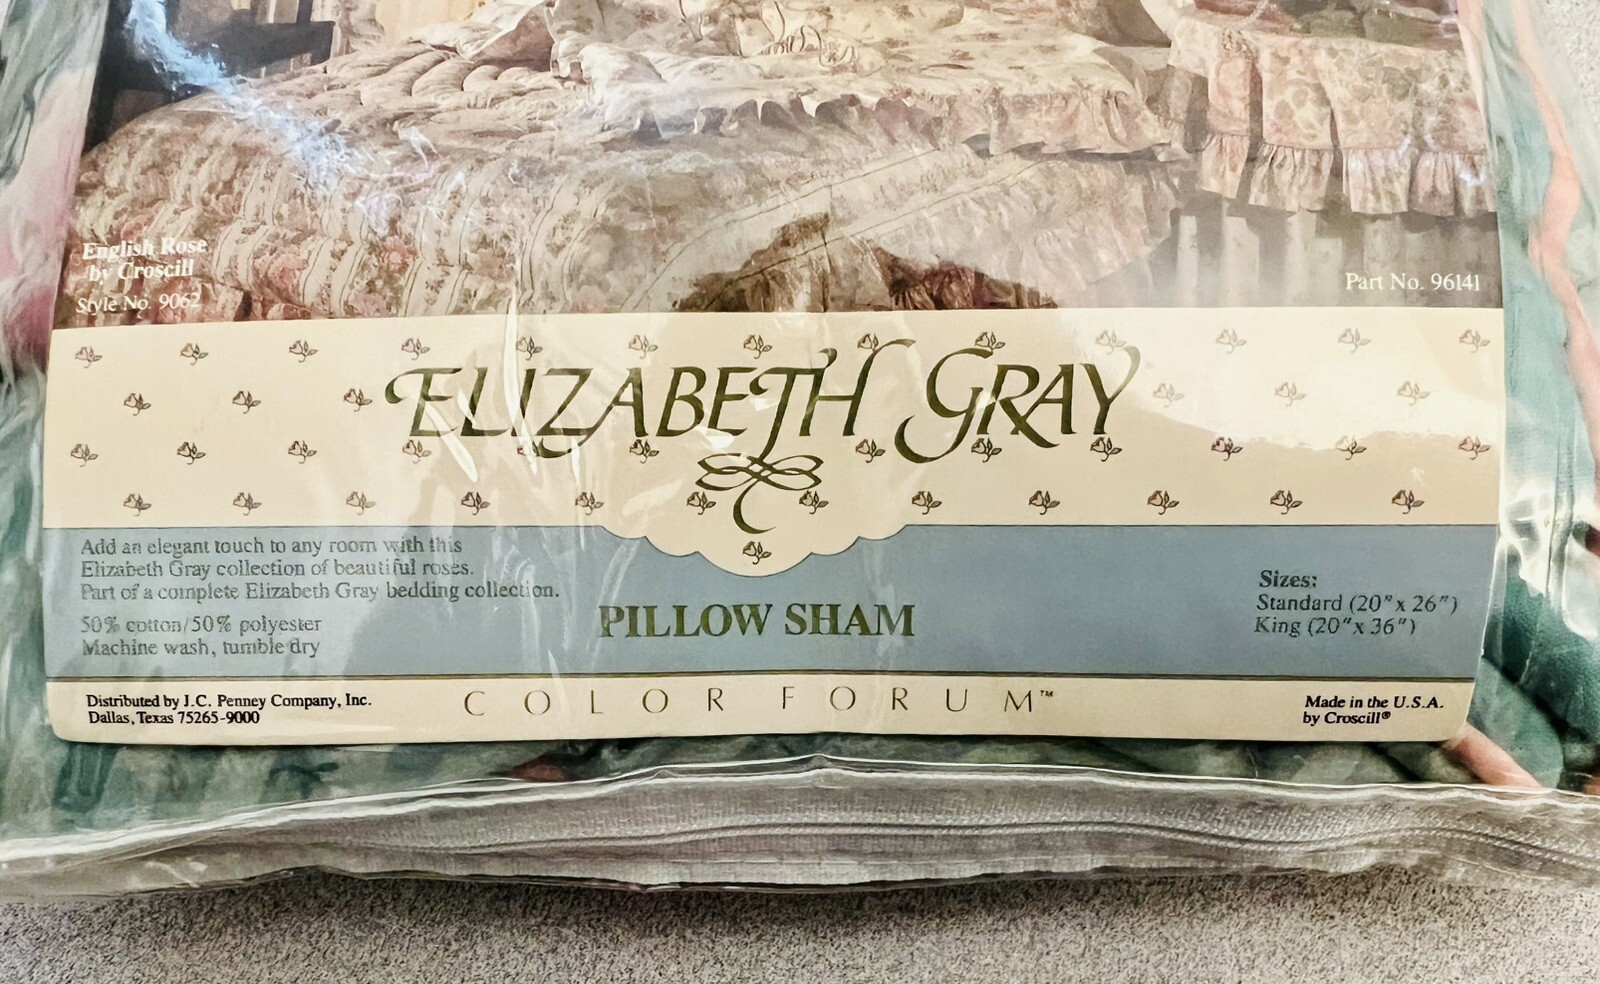 English Rose
by Croscill
Style No. 9062
Part No. 96141
ELIZABETH GRAY
Add an elegant touch to any room with this
Elizabeth Gray collection of beautiful roses.
Part of a complete Elizabeth Gray bedding collection.
50% cotton/50% polyester
Machine wash, tumble dry
PILLOW SHAM
Sizes:
Standard (20" x 26")
King (20" x 36")
Distributed by J.C. Penney Company, Inc.
Dallas, Texas 75265-9000
COLOR FORUM™
Made in the U.S.A.
by Croscill®